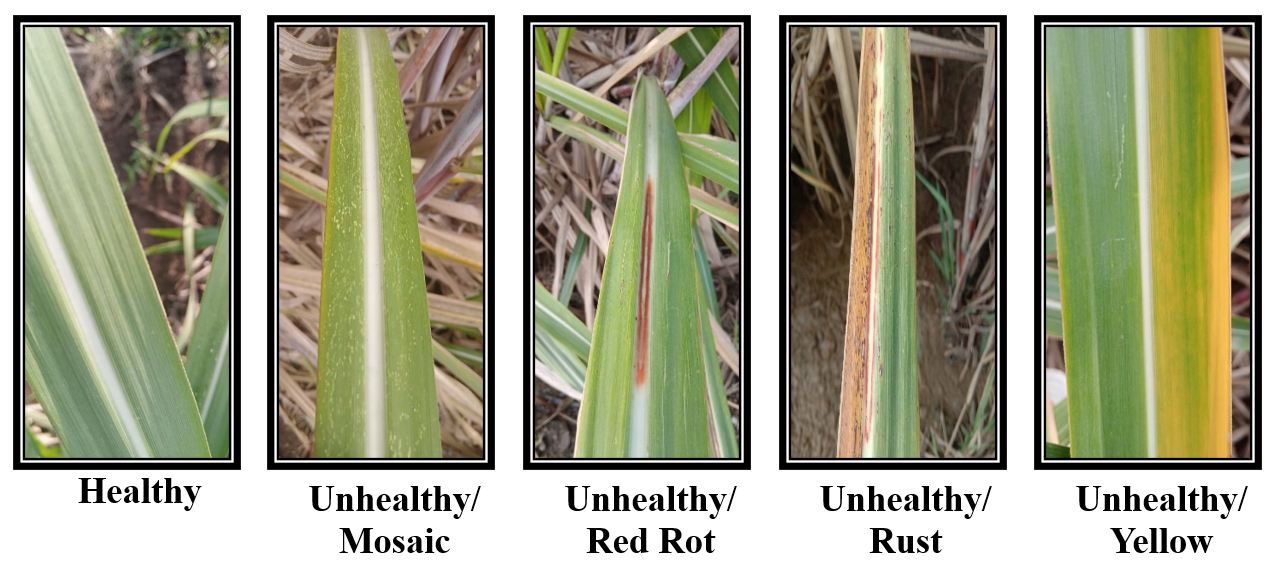 Healthy
Unhealthy/
Mosaic
Unhealthy/
Red Rot
Unhealthy/
Rust
Unhealthy/
Yellow